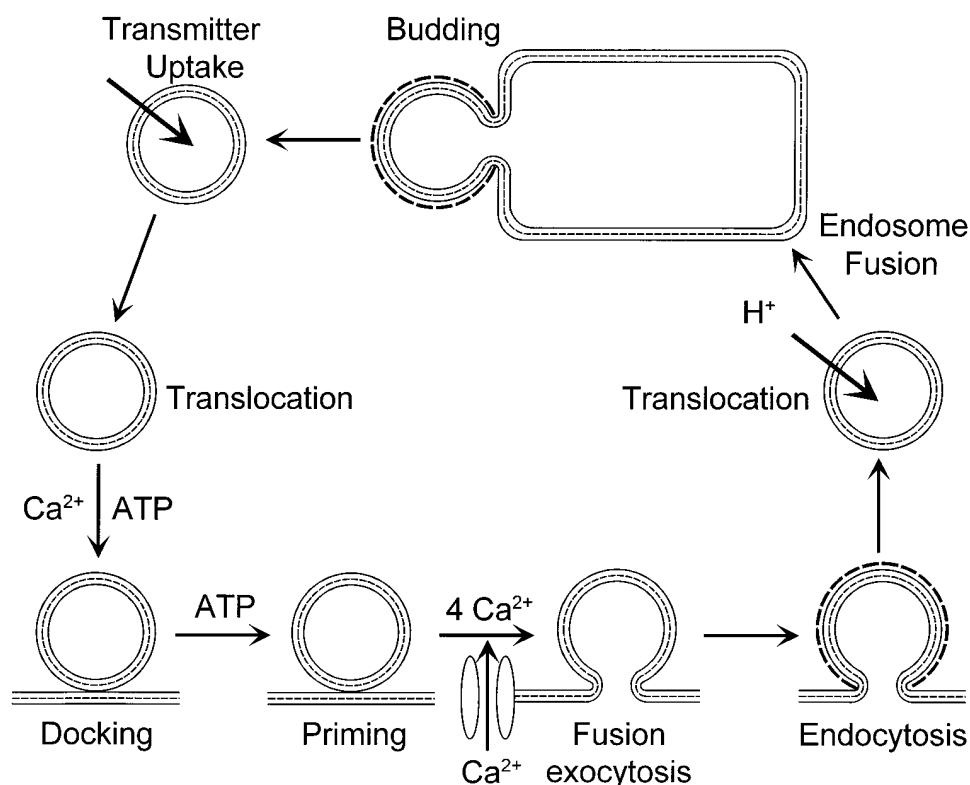 Transmitter
Uptake
Budding
Endosome
Fusion
H⁺
Translocation
Translocation
Ca²⁺
ATP
ATP
4 Ca²⁺
Docking
Priming
Ca²⁺
Fusion
exocytosis
Endocytosis